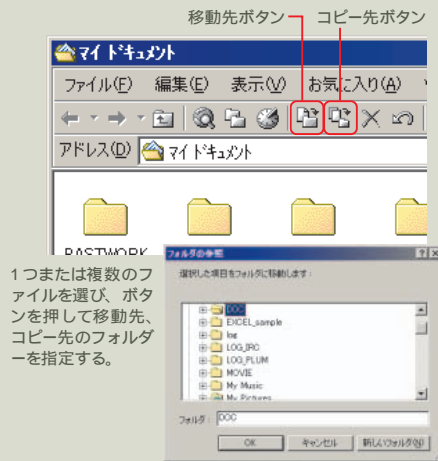 移動先ボタン コピー先ボタン
マイ ドキュメント
ファイル(F) 編集(E) 表示(V) お気に入り(A)
アドレス(D) マイ ドキュメント
PASTWORK
1つまたは複数のフ
ァイルを選び、ボタ
ンを押して移動先、
コピー先のフォルダ
ーを指定する。
フォルダの参照
選択した項目をフォルダに移動します:
DOC
EXCEL_sample
log
LOG_IRC
LOG_PLUM
MOVIE
My Music
My Pictures
フォルダ: DOC
OK キャンセル 新しいフォルダ(N)